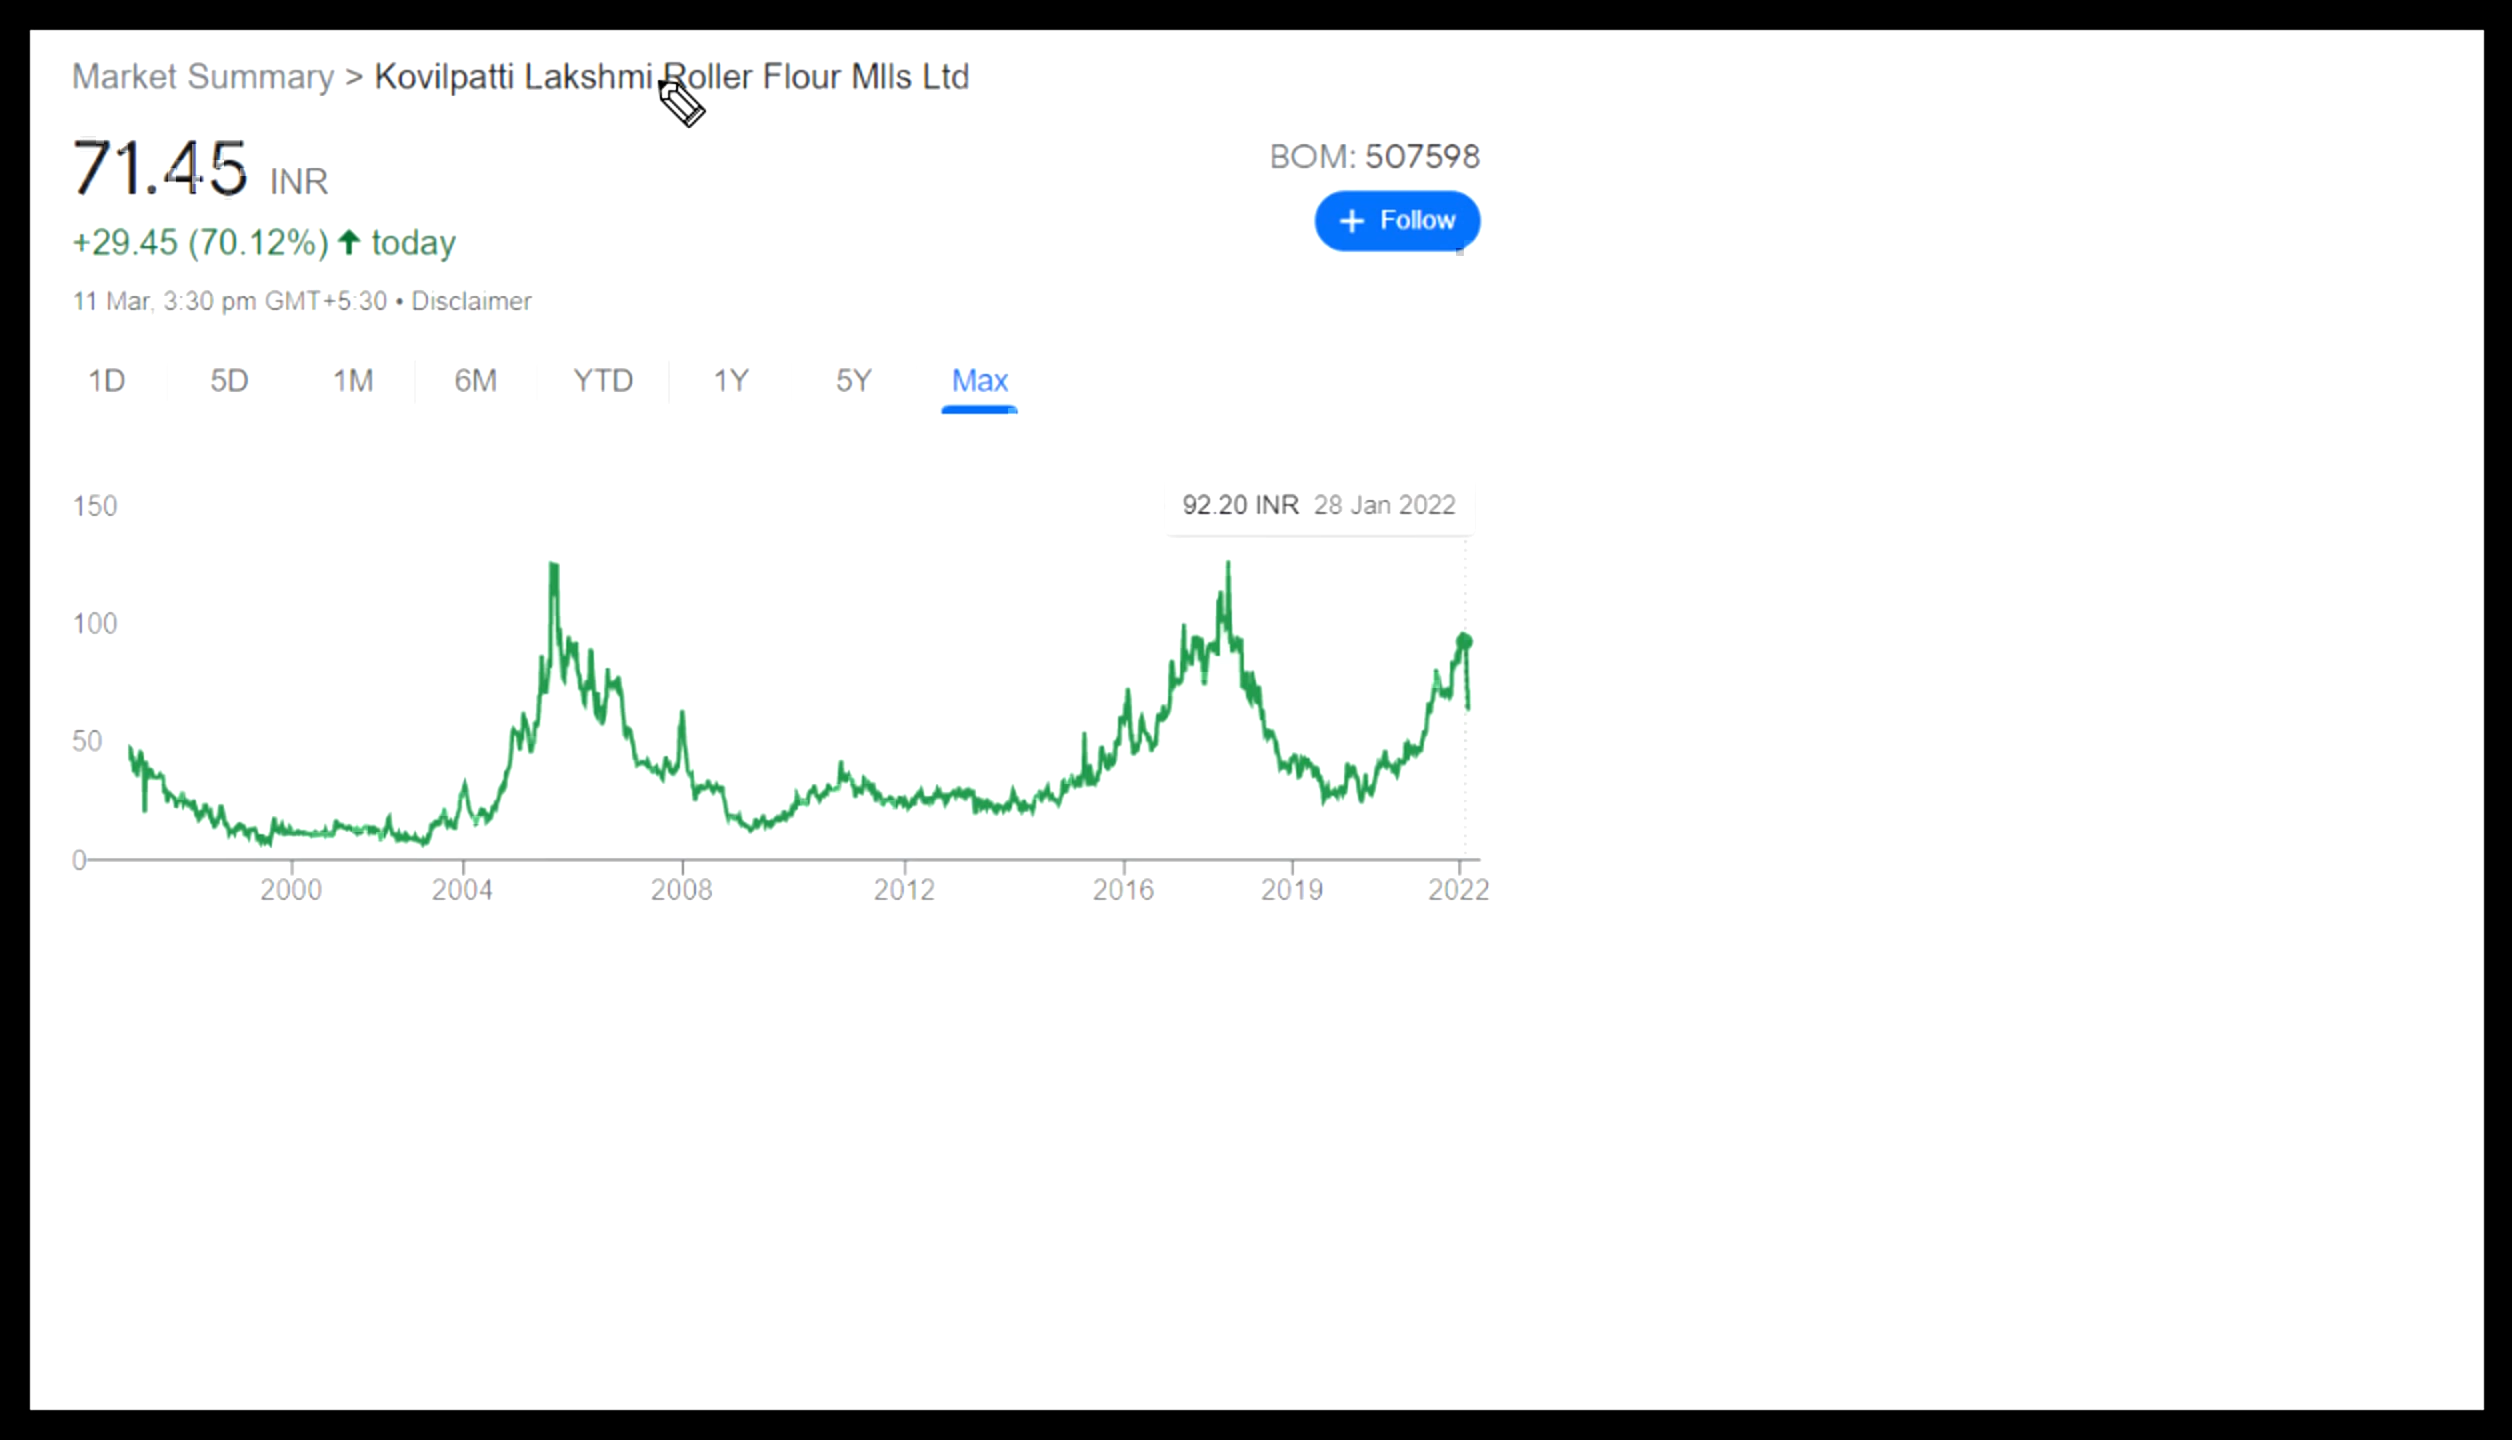 Market Summary > Kovilpatti Lakshmi Roller Flour Mlls Ltd
71.45 INR
BOM: 507598
+ Follow
+29.45 (70.12%) ↑ today
11 Mar, 3:30 pm GMT+5:30 • Disclaimer
1D 5D 1M 6M YTD 1Y 5Y Max
150
92.20 INR 28 Jan 2022
100
50
0
2000 2004 2008 2012 2016 2019 2022